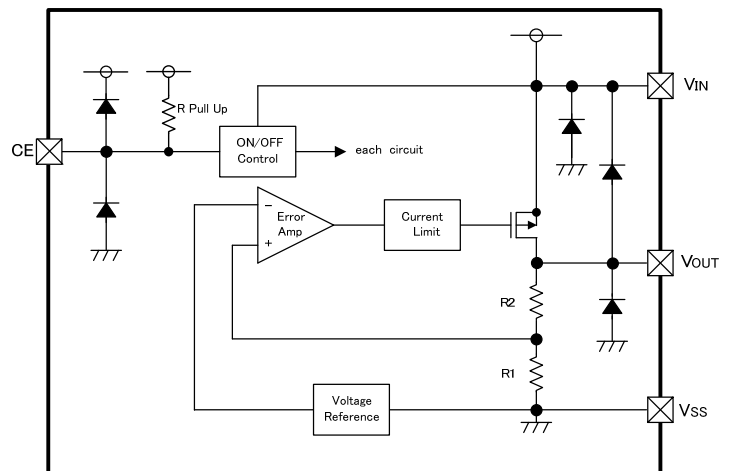 VIN
R Pull Up
CE
ON/OFF
Control
each circuit
−
Error
Amp
+
Current
Limit
VOUT
R2
R1
Voltage
Reference
VSS